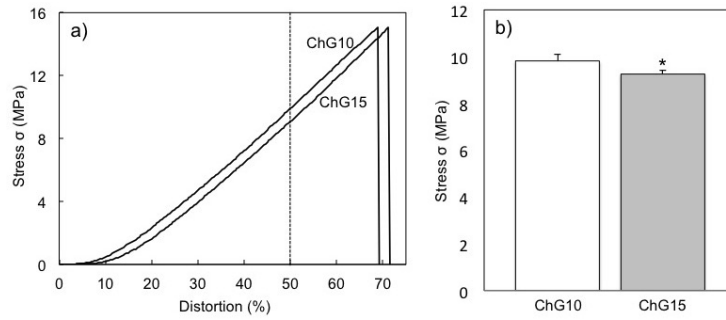 a)
ChG10
ChG15
Stress σ (MPa)
16
12
8
4
0
0 10 20 30 40 50 60 70
Distortion (%)
b)
*
Stress σ (MPa)
12
10
8
6
4
2
0
ChG10 ChG15